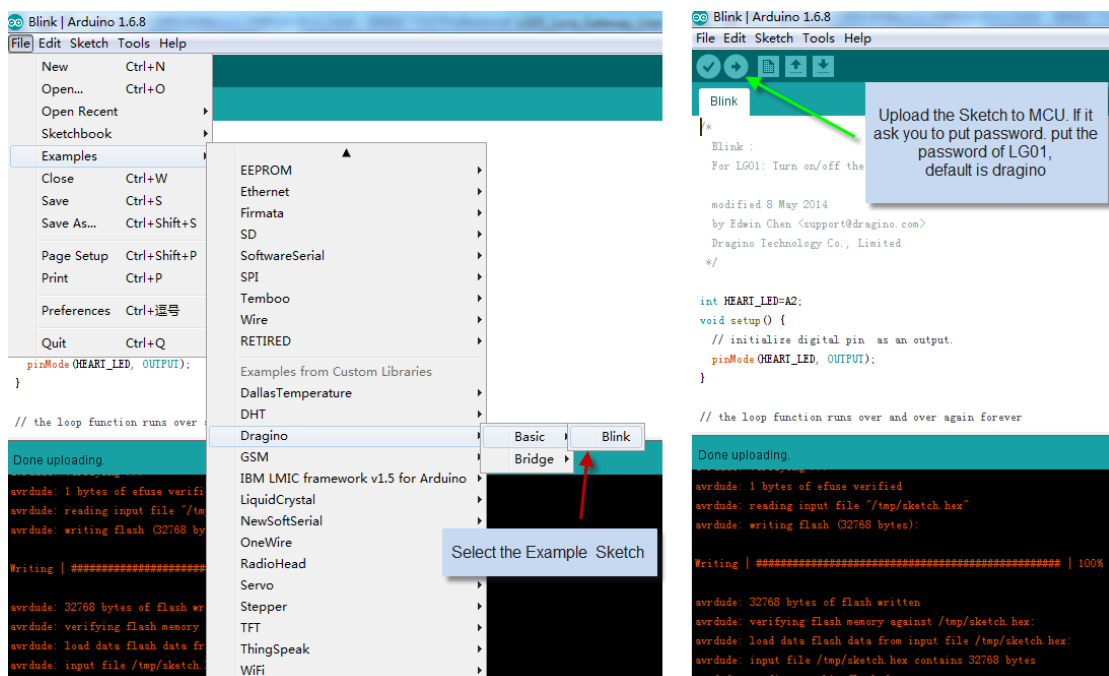 Blink | Arduino 1.6.8
File Edit Sketch Tools Help
New Ctrl+N
Open... Ctrl+O
Open Recent
Sketchbook
Examples
Close Ctrl+W
Save Ctrl+S
Save As... Ctrl+Shift+S
Page Setup Ctrl+Shift+P
Print Ctrl+P
Preferences Ctrl+逗号
Quit Ctrl+Q
pinMode(HEART_LED, OUTPUT);
}
// the loop function runs over
Done uploading.
avrdude: 1 bytes of efuse verifi
avrdude: reading input file "/tm
avrdude: writing flash (32768 by
Writing | ######################
avrdude: 32768 bytes of flash wr
avrdude: verifying flash memory
avrdude: load data flash data fr
avrdude: input file /tmp/sketch.
EEPROM
Ethernet
Firmata
SD
SoftwareSerial
SPI
Temboo
Wire
RETIRED
Examples from Custom Libraries
DallasTemperature
DHT
Dragino
GSM
IBM LMIC framework v1.5 for Arduino
LiquidCrystal
NewSoftSerial
OneWire
RadioHead
Servo
Stepper
TFT
ThingSpeak
WiFi
Basic
Bridge
Blink
Select the Example Sketch
Blink | Arduino 1.6.8
File Edit Sketch Tools Help
Blink
Upload the Sketch to MCU. If it
ask you to put password. put the
password of LG01,
default is dragino
/*
Blink :
For LG01: Turn on/off the
modified 8 May 2014
by Edwin Chen <support@dragino.com>
Dragino Technology Co., Limited
*/
int HEART_LED=A2;
void setup() {
// initialize digital pin as an output.
pinMode(HEART_LED, OUTPUT);
}
// the loop function runs over and over again forever
Done uploading.
avrdude: 1 bytes of efuse verified
avrdude: reading input file "/tmp/sketch.hex"
avrdude: writing flash (32768 bytes):
Writing | ################################################## | 100%
avrdude: 32768 bytes of flash written
avrdude: verifying flash memory against /tmp/sketch.hex:
avrdude: load data flash data from input file /tmp/sketch.hex:
avrdude: input file /tmp/sketch.hex contains 32768 bytes